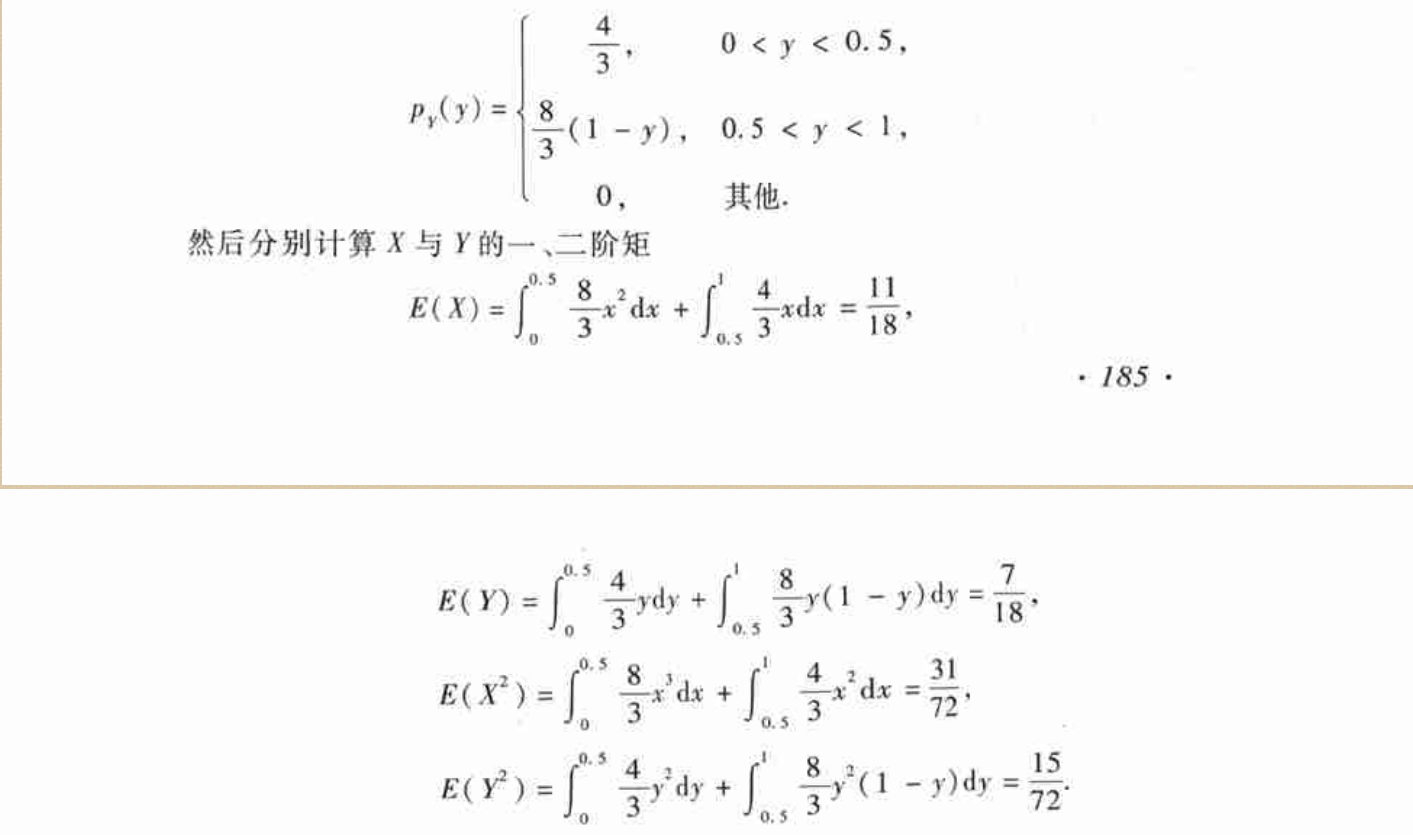 p_Y(y) = { 4/3, 0 < y < 0.5,
8/3(1 - y), 0.5 < y < 1,
0, 其他.
然后分别计算 X 与 Y 的一、二阶矩
E(X) = ∫_0^{0.5} 8/3 x^2 dx + ∫_{0.5}^1 4/3 x dx = 11/18,
· 185 ·
E(Y) = ∫_0^{0.5} 4/3 y dy + ∫_{0.5}^1 8/3 y(1 - y) dy = 7/18,
E(X^2) = ∫_0^{0.5} 8/3 x^3 dx + ∫_{0.5}^1 4/3 x^2 dx = 31/72,
E(Y^2) = ∫_0^{0.5} 4/3 y^2 dy + ∫_{0.5}^1 8/3 y^2(1 - y) dy = 15/72.